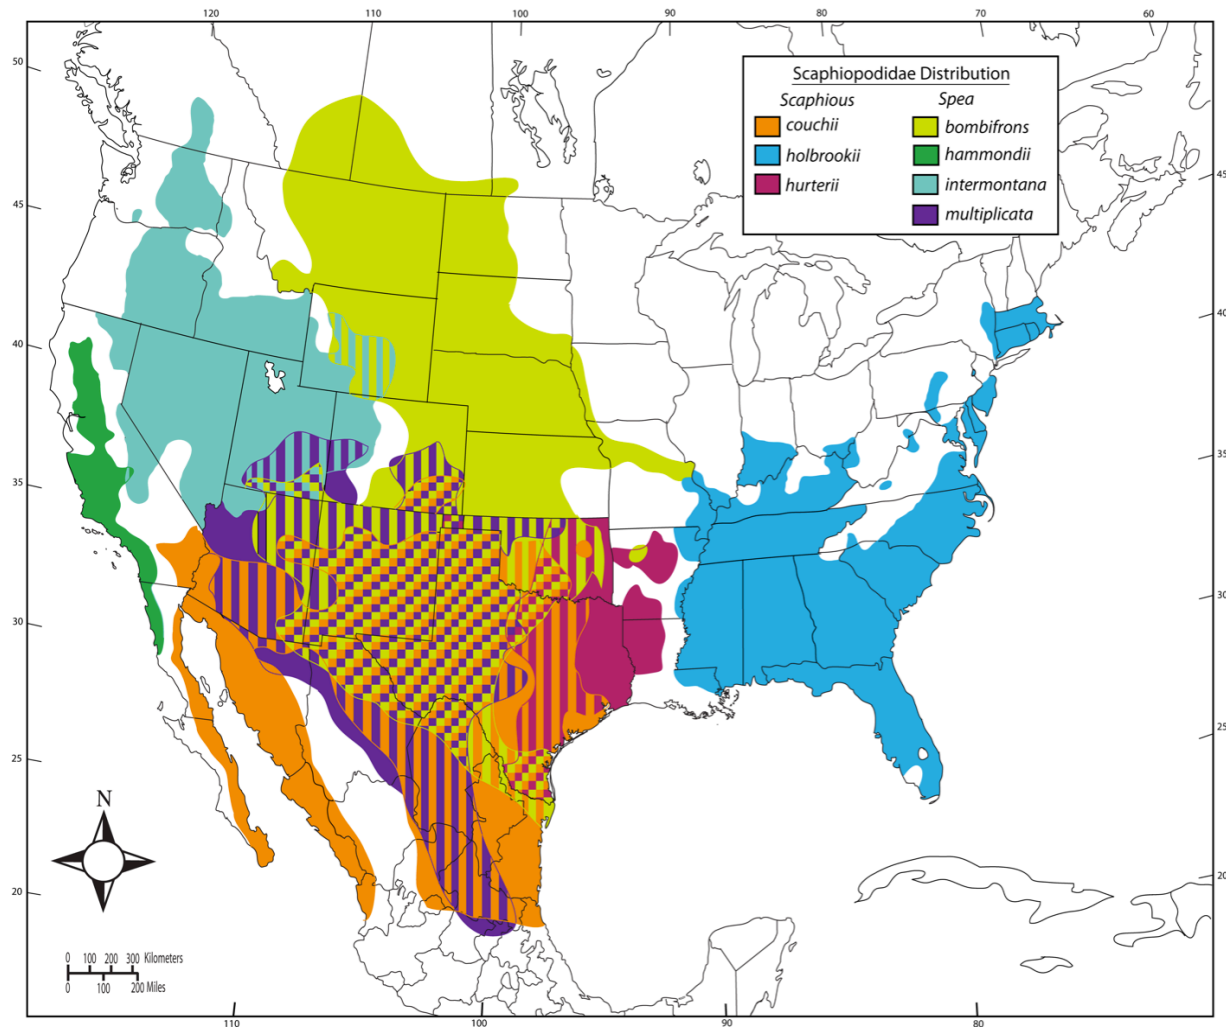 120 110 100 90 80 70 60
50
45
40
35
30
25
20
Scaphiopodidae Distribution
Scaphious Spea
couchii bombifrons
holbrookii hammondii
hurterii intermontana
multiplicata
45
40
35
30
25
20
N
0 100 200 300 Kilometers
0 100 200 Miles
110 100 90 80